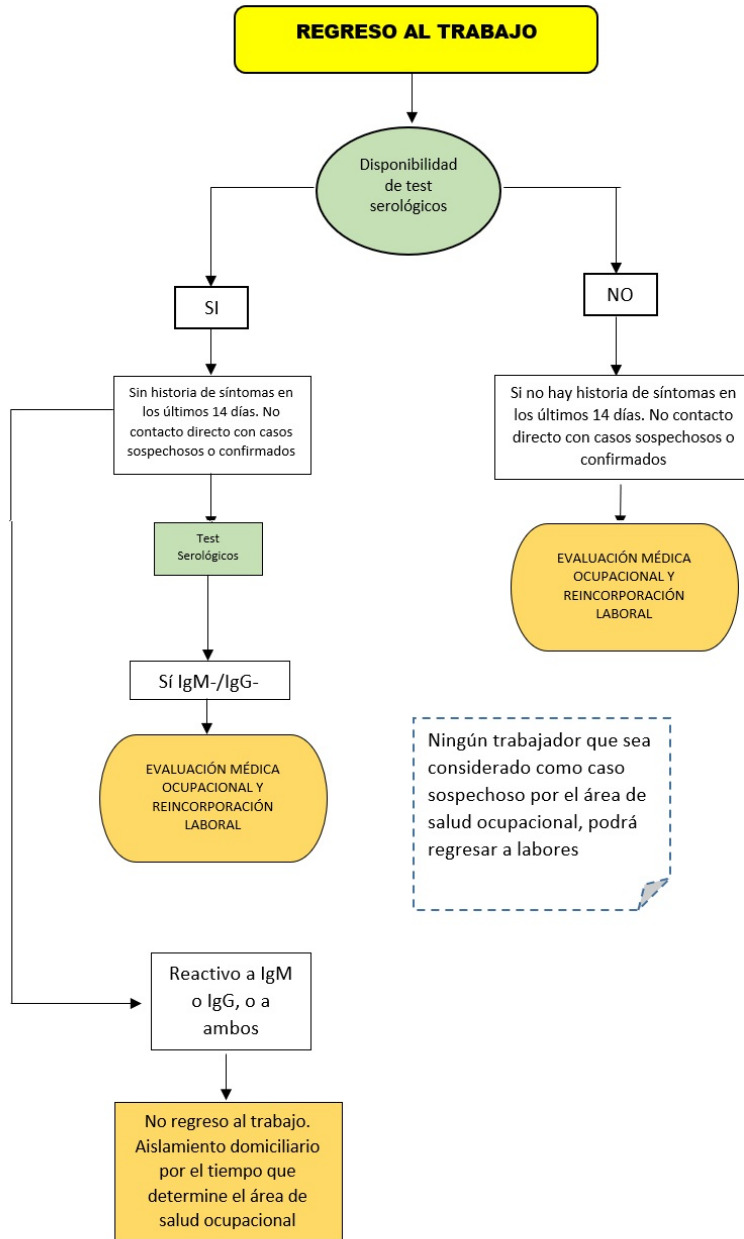 REGRESO AL TRABAJO
Disponibilidad
de test
serológicos
SI
NO
Sin historia de síntomas en
los últimos 14 días. No
contacto directo con casos
sospechosos o confirmados
Si no hay historia de síntomas en
los últimos 14 días. No contacto
directo con casos sospechosos o
confirmados
Test
Serológicos
EVALUACIÓN MÉDICA
OCUPACIONAL Y
REINCORPORACIÓN
LABORAL
Sí IgM-/IgG-
EVALUACIÓN MÉDICA
OCUPACIONAL Y
REINCORPORACIÓN
LABORAL
Ningún trabajador que sea
considerado como caso
sospechoso por el área de
salud ocupacional, podrá
regresar a labores
Reactivo a IgM
o IgG, o a
ambos
No regreso al trabajo.
Aislamiento domiciliario
por el tiempo que
determine el área de
salud ocupacional